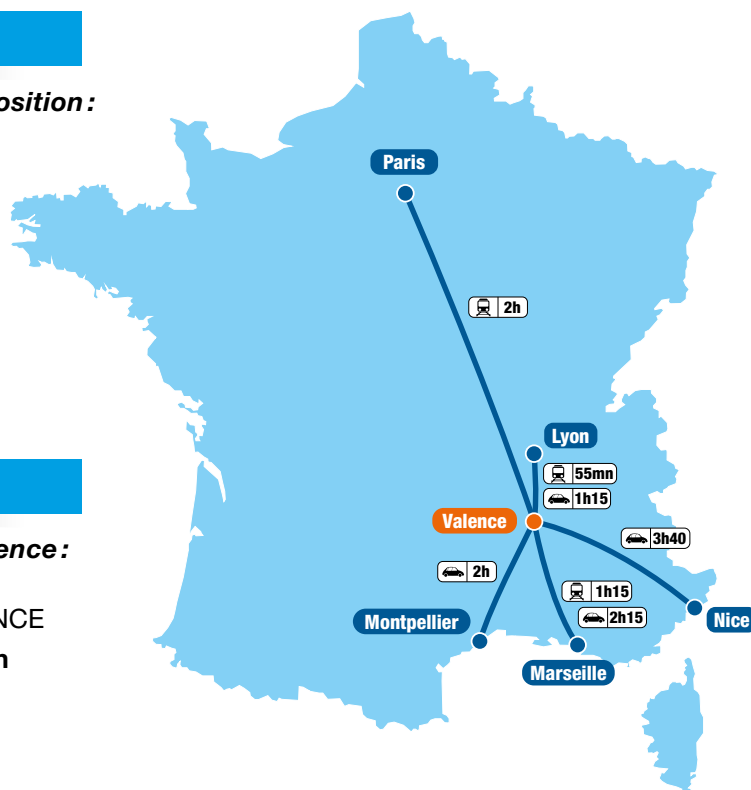 osition :
Paris
2h
Lyon
55mn
1h15
Valence
3h40
ence :
2h
1h15
NCE
Montpellier
2h15
Nice
n
Marseille